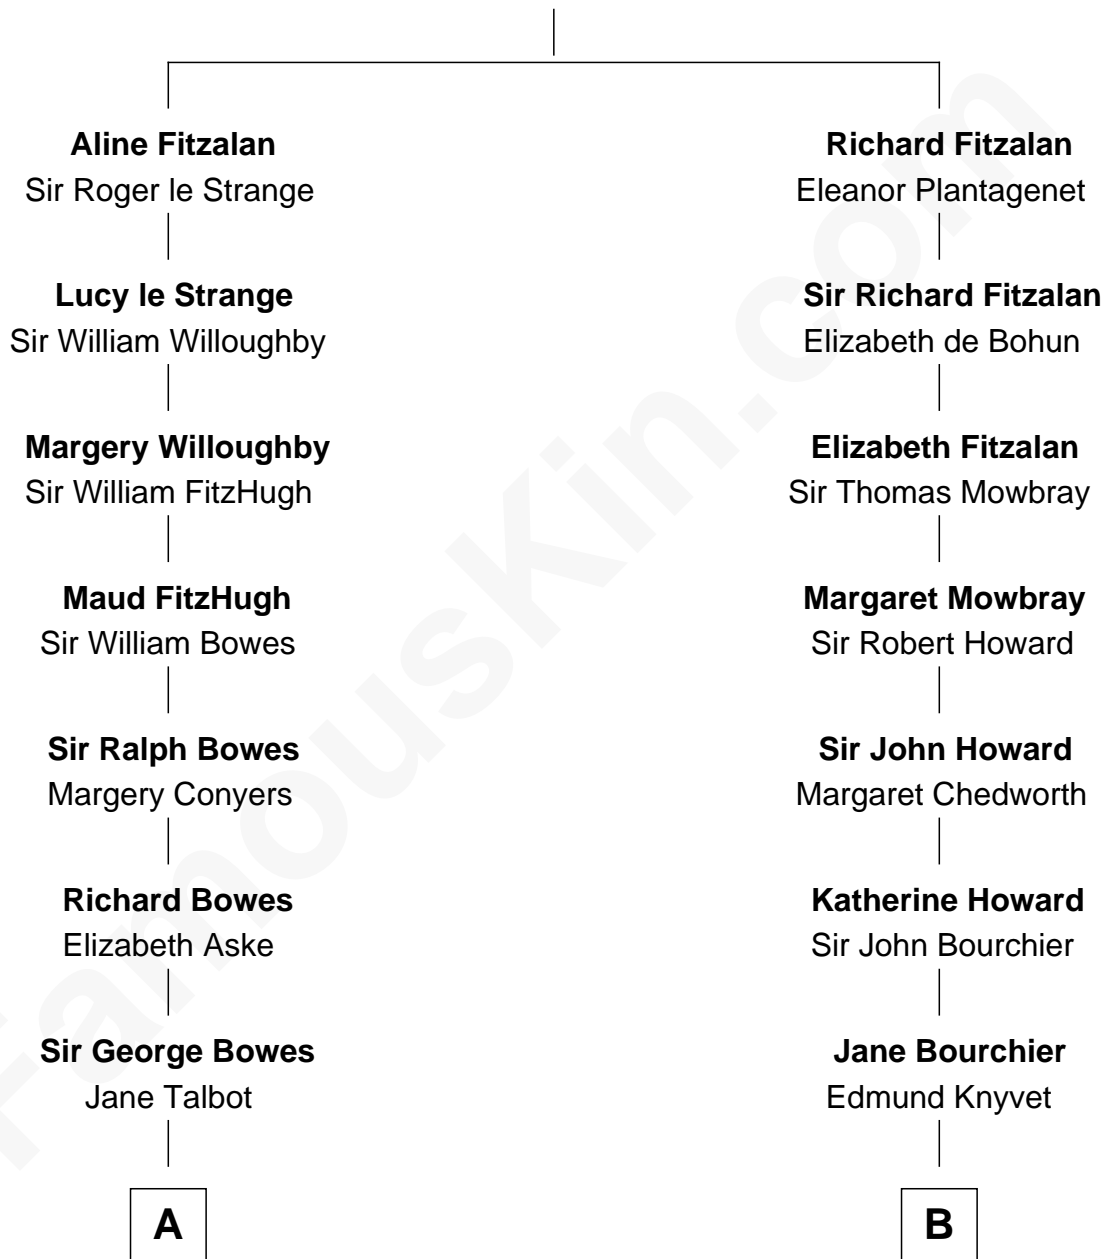 Aline Fitzalan
Sir Roger le Strange
Richard Fitzalan
Eleanor Plantagenet
Lucy le Strange
Sir William Willoughby
Sir Richard Fitzalan
Elizabeth de Bohun
Margery Willoughby
Sir William FitzHugh
Elizabeth Fitzalan
Sir Thomas Mowbray
Maud FitzHugh
Sir William Bowes
Margaret Mowbray
Sir Robert Howard
Sir Ralph Bowes
Margery Conyers
Sir John Howard
Margaret Chedworth
Richard Bowes
Elizabeth Aske
Katherine Howard
Sir John Bourchier
Sir George Bowes
Jane Talbot
Jane Bourchier
Edmund Knyvet
A
B
FamousKin.com